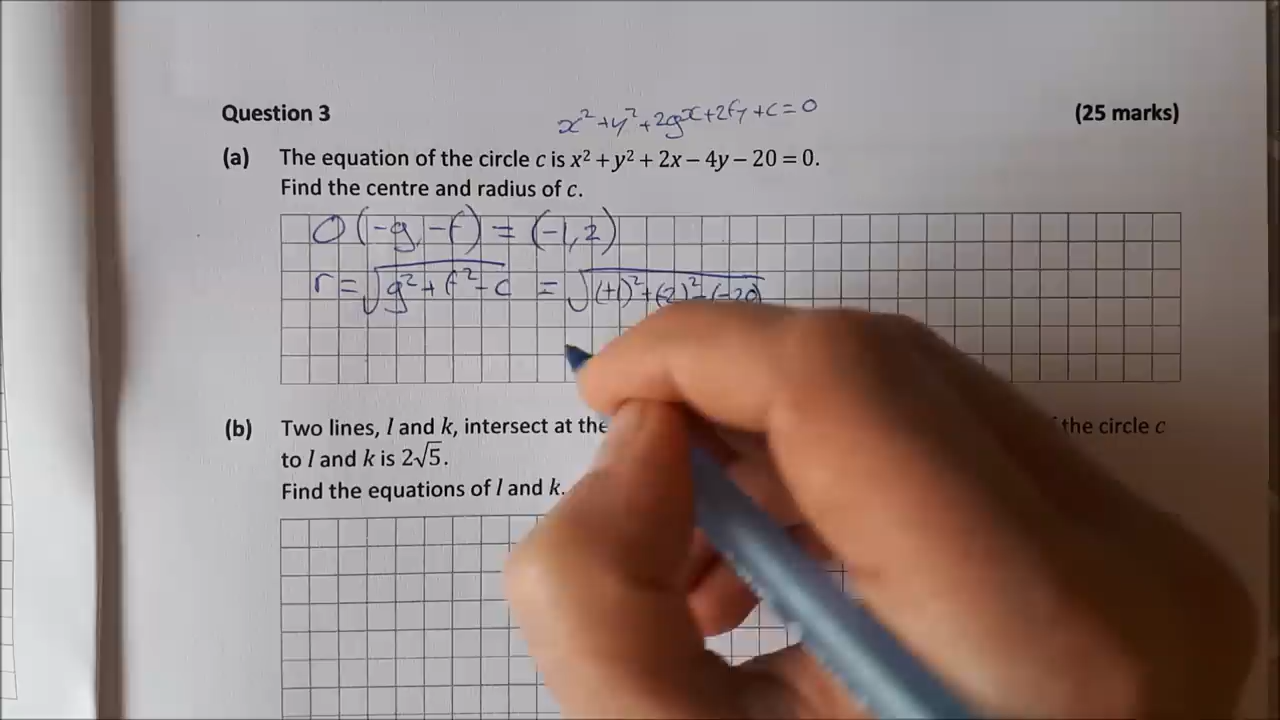 Question 3
x²+y²+2gx+2fy+c=0
(25 marks)
(a) The equation of the circle c is x² + y² + 2x – 4y – 20 = 0.
Find the centre and radius of c.
O(-g,-f) = (-1,2)
r=√g²+f²-c = √(+1)²+(-2)²-(-20)
(b) Two lines, l and k, intersect at the the circle c
to l and k is 2√5.
Find the equations of l and k.